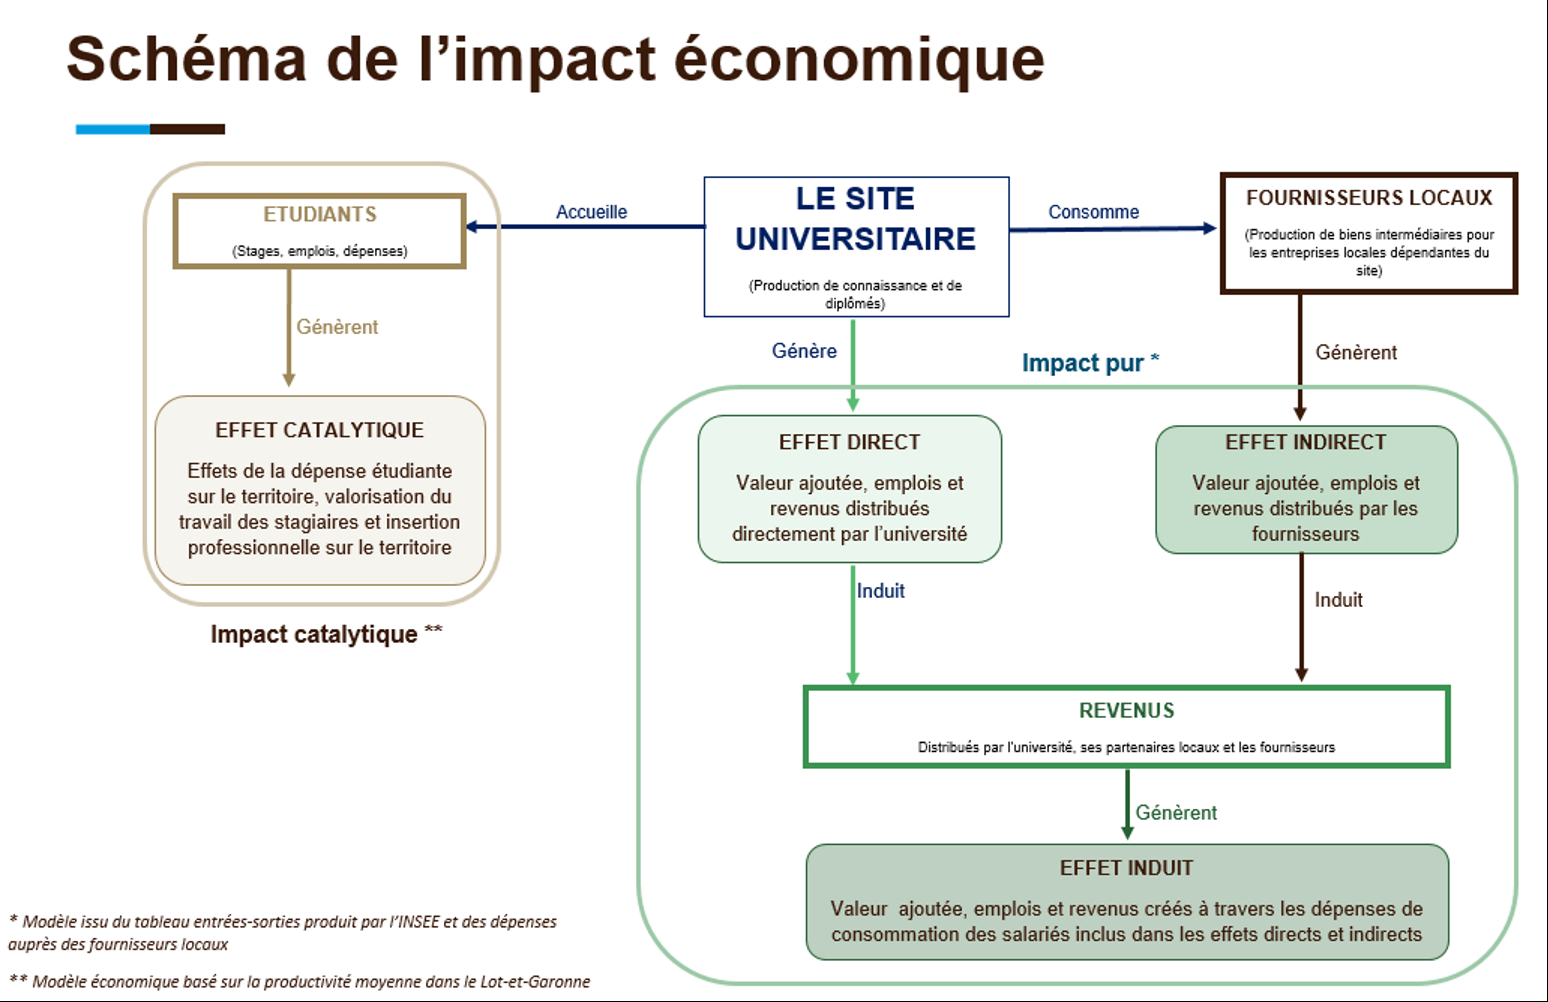 Schéma de l'impact économique
ETUDIANTS
(Stages, emplois, dépenses)
Accueille
LE SITE
UNIVERSITAIRE
(Production de connaissance et de
diplômés)
Consomme
FOURNISSEURS LOCAUX
(Production de biens intermédiaires pour
les entreprises locales dépendantes du
site)
Génèrent
Génère
Impact pur *
Génèrent
EFFET CATALYTIQUE
Effets de la dépense étudiante
sur le territoire, valorisation du
travail des stagiaires et insertion
professionnelle sur le territoire
Impact catalytique **
EFFET DIRECT
Valeur ajoutée, emplois et
revenus distribués
directement par l'université
EFFET INDIRECT
Valeur ajoutée, emplois et
revenus distribués par les
fournisseurs
Induit
Induit
REVENUS
Distribués par l'université, ses partenaires locaux et les fournisseurs
Génèrent
EFFET INDUIT
Valeur ajoutée, emplois et revenus créés à travers les dépenses de
consommation des salariés inclus dans les effets directs et indirects
* Modèle issu du tableau entrées-sorties produit par l'INSEE et des dépenses
auprès des fournisseurs locaux
** Modèle économique basé sur la productivité moyenne dans le Lot-et-Garonne